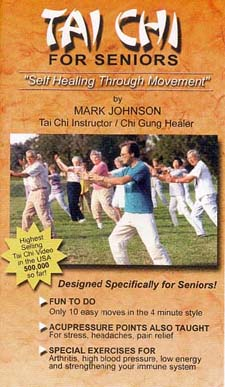 TAI CHI
FOR SENIORS
"Self Healing Through Movement"
by
MARK JOHNSON
Tai Chi Instructor / Chi Gung Healer
Highest
Selling
Tai Chi Video
in the USA
500,000
so far!
Designed Specifically for Seniors!
FUN TO DO
Only 10 easy moves in the 4 minute style
ACUPRESSURE POINTS ALSO TAUGHT
For stress, headaches, pain relief
SPECIAL EXERCISES FOR
Arthritis, high blood pressure, low energy
and strengthening your immune system